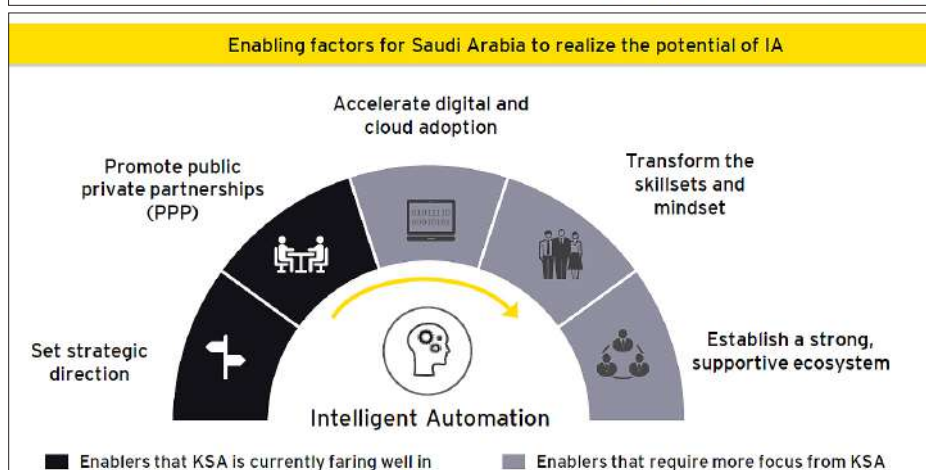 Enabling factors for Saudi Arabia to realize the potential of IA
Accelerate digital and
cloud adoption
Promote public
private partnerships
(PPP)
Transform the
skillsets and
mindset
Set strategic
direction
Establish a strong,
supportive ecosystem
Intelligent Automation
Enablers that KSA is currently faring well in
Enablers that require more focus from KSA